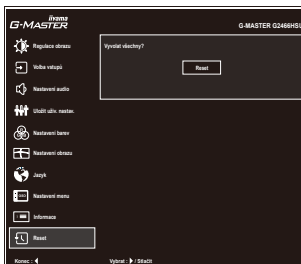 iiyama
G-MASTER
G-MASTER G2466HSU
Regulace obrazu
Volba vstupů
Nastavení audio
Uložit uživ. nastav.
Nastavení barev
Nastavení obrazu
Jazyk
Nastavení menu
Informace
Reset
Vyvolat všechny?
Reset
Konec :
Vybrat : / Stlačit